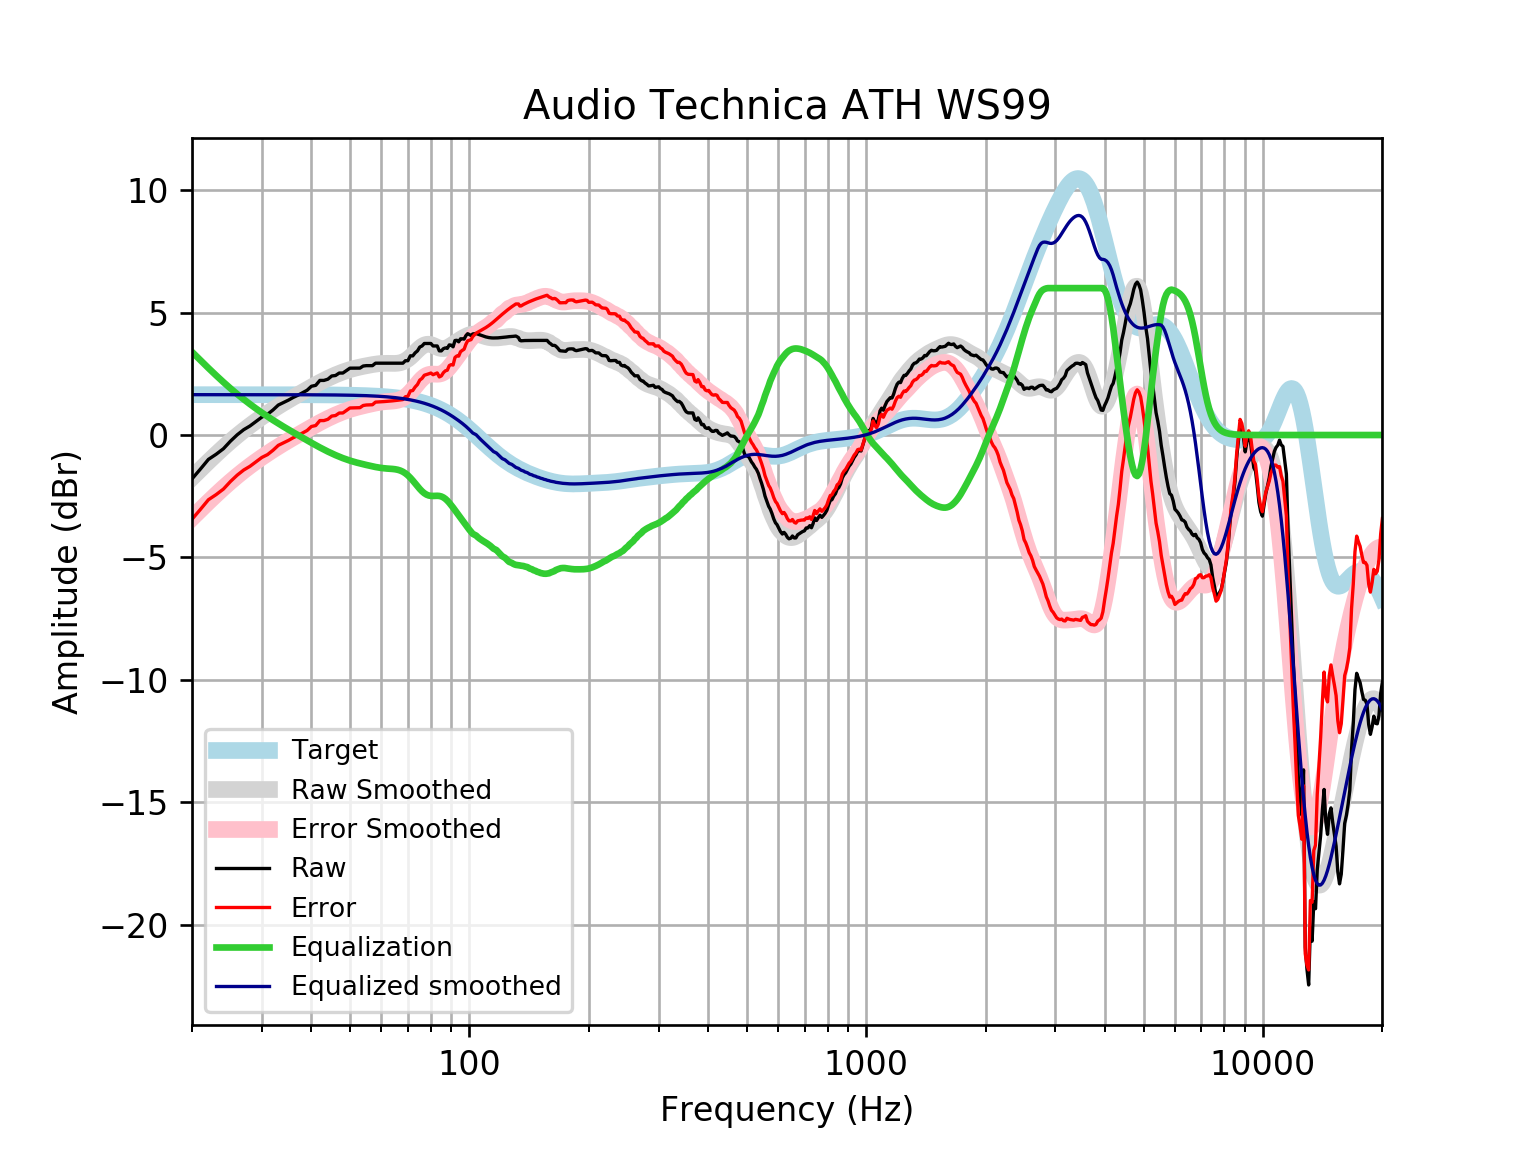 Audio Technica ATH WS99
Amplitude (dBr)
10
5
0
−5
−10
−15
−20
Target
Raw Smoothed
Error Smoothed
Raw
Error
Equalization
Equalized smoothed
100 1000 10000
Frequency (Hz)